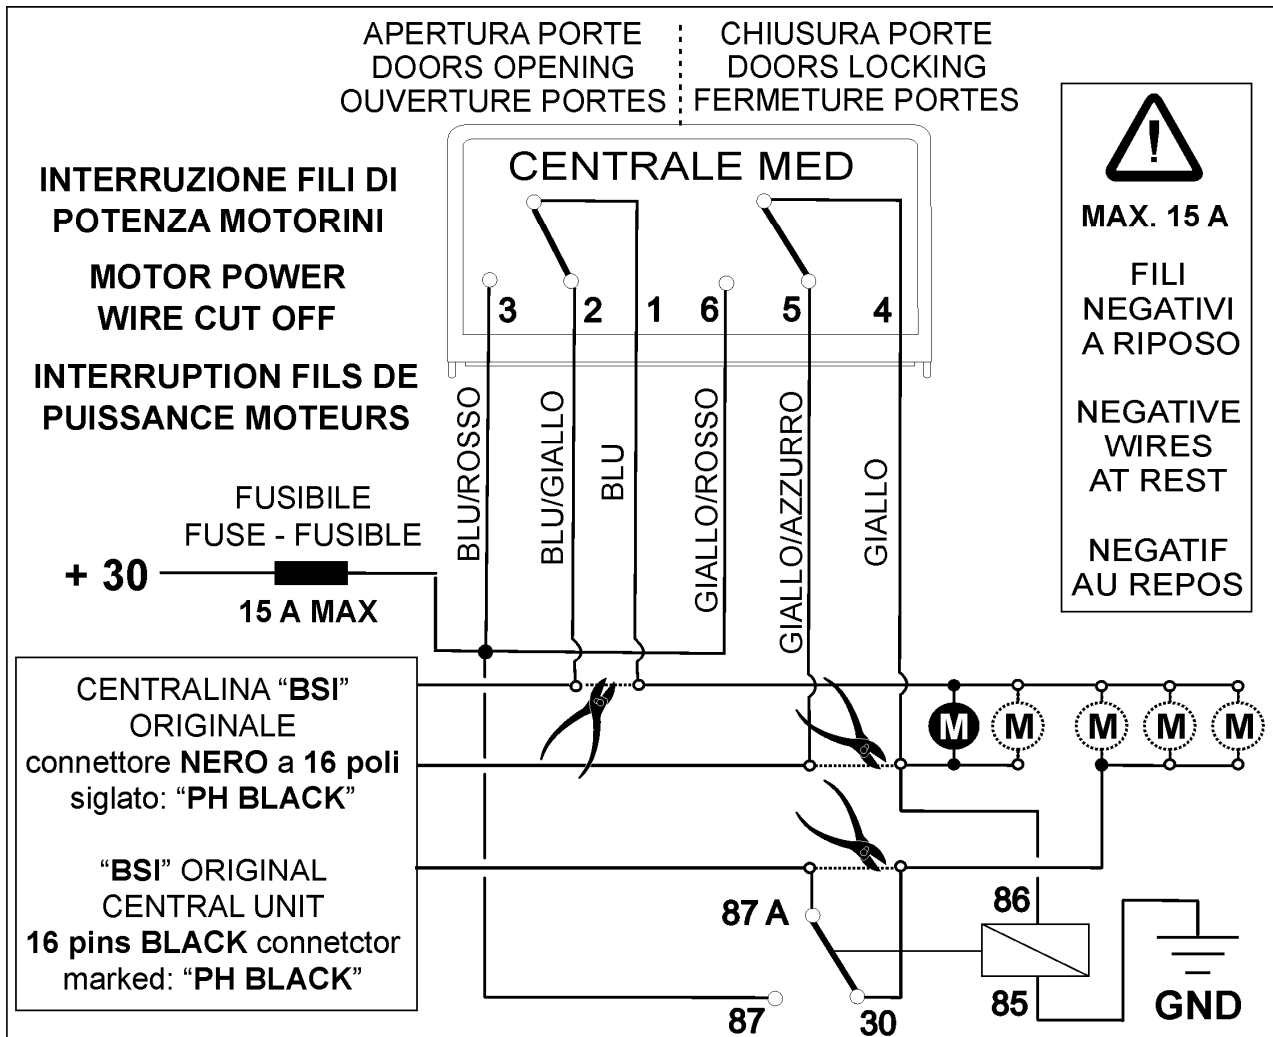 APERTURA PORTE
DOORS OPENING
OUVERTURE PORTES
CHIUSURA PORTE
DOORS LOCKING
FERMETURE PORTES
CENTRALE MED
INTERRUZIONE FILI DI
POTENZA MOTORINI
MOTOR POWER
WIRE CUT OFF
INTERRUPTION FILS DE
PUISSANCE MOTEURS
3 2 1 6 5 4
BLU/ROSSO
BLU/GIALLO
BLU
GIALLO/ROSSO
GIALLO/AZZURRO
GIALLO
!
MAX. 15 A
FILI
NEGATIVI
A RIPOSO
NEGATIVE
WIRES
AT REST
NEGATIF
AU REPOS
FUSIBILE
FUSE - FUSIBLE
+ 30
15 A MAX
CENTRALINA “BSI”
ORIGINALE
connettore NERO a 16 poli
siglato: “PH BLACK”
“BSI” ORIGINAL
CENTRAL UNIT
16 pins BLACK connetctor
marked: “PH BLACK”
M M M M M
87 A
86
87
30
85
GND